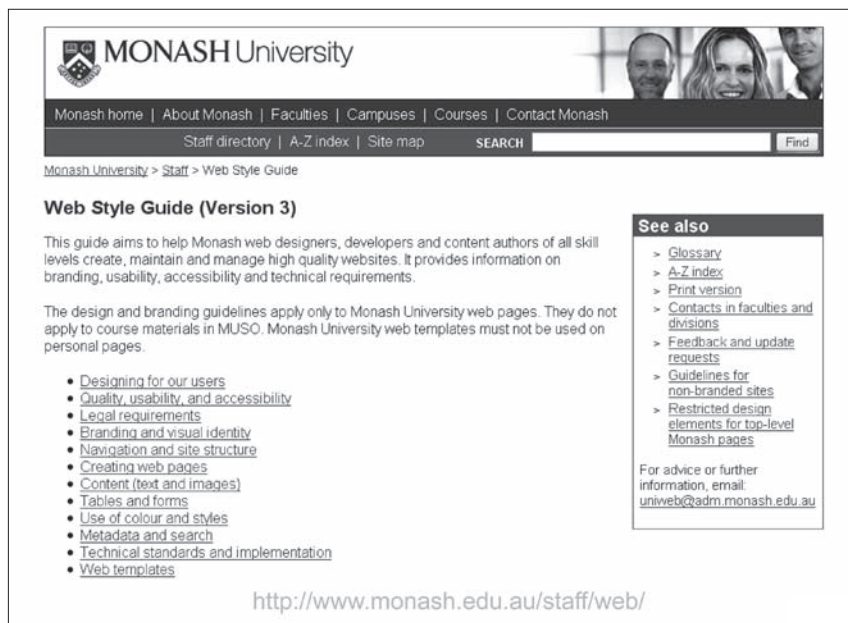 MONASH University
Monash home | About Monash | Faculties | Campuses | Courses | Contact Monash
Staff directory | A-Z index | Site map SEARCH Find
Monash University > Staff > Web Style Guide
Web Style Guide (Version 3)
This guide aims to help Monash web designers, developers and content authors of all skill
levels create, maintain and manage high quality websites. It provides information on
branding, usability, accessibility and technical requirements.
The design and branding guidelines apply only to Monash University web pages. They do not
apply to course materials in MUSO. Monash University web templates must not be used on
personal pages.
• Designing for our users
• Quality, usability, and accessibility
• Legal requirements
• Branding and visual identity
• Navigation and site structure
• Creating web pages
• Content (text and images)
• Tables and forms
• Use of colour and styles
• Metadata and search
• Technical standards and implementation
• Web templates
See also
> Glossary
> A-Z index
> Print version
> Contacts in faculties and
divisions
> Feedback and update
requests
> Guidelines for
non-branded sites
> Restricted design
elements for top-level
Monash pages
For advice or further
information, email:
uniweb@adm.monash.edu.au
http://www.monash.edu.au/staff/web/